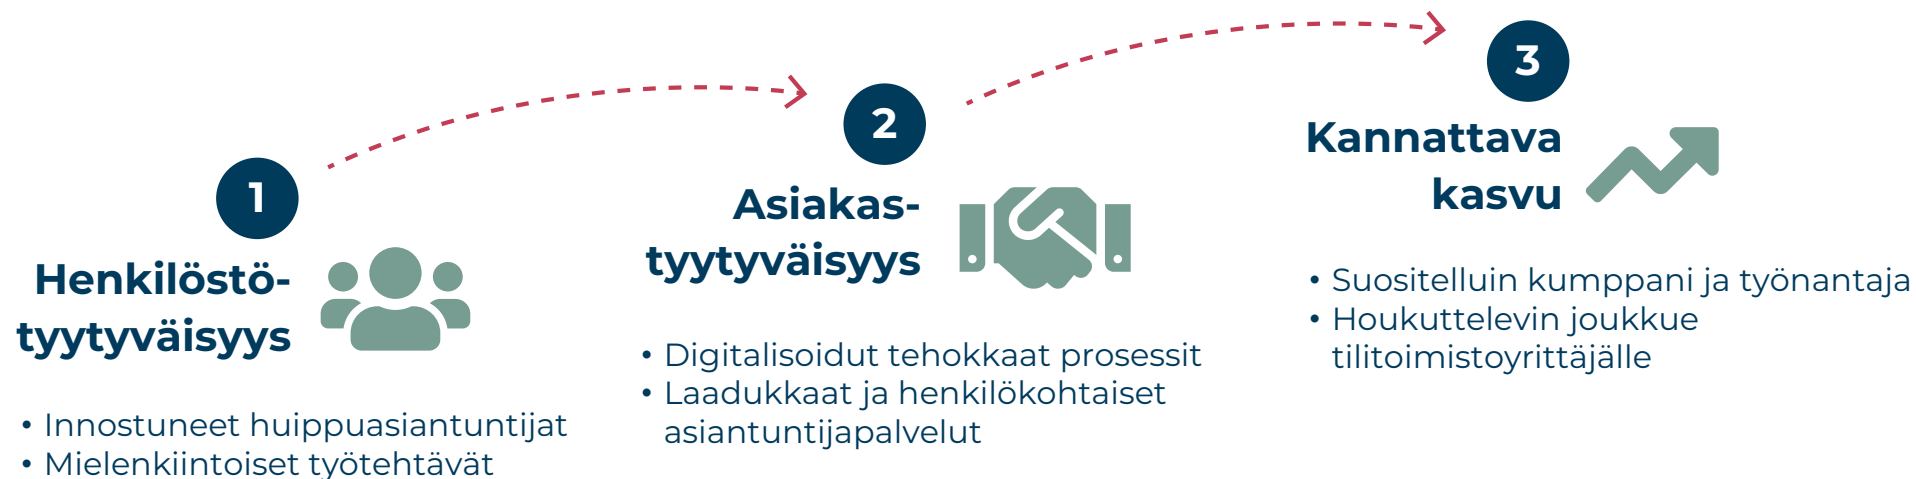 1
Henkilöstö-
tyytyväisyys
• Innostuneet huippuasiantuntijat
• Mielenkiintoiset työtehtävät
2
Asiakas-
tyytyväisyys
• Digitalisoidut tehokkaat prosessit
• Laadukkaat ja henkilökohtaiset
asiantuntijapalvelut
3
Kannattava
kasvu
• Suositelluin kumppani ja työnantaja
• Houkuttelevin joukkue
tilitoimistoyrittäjälle